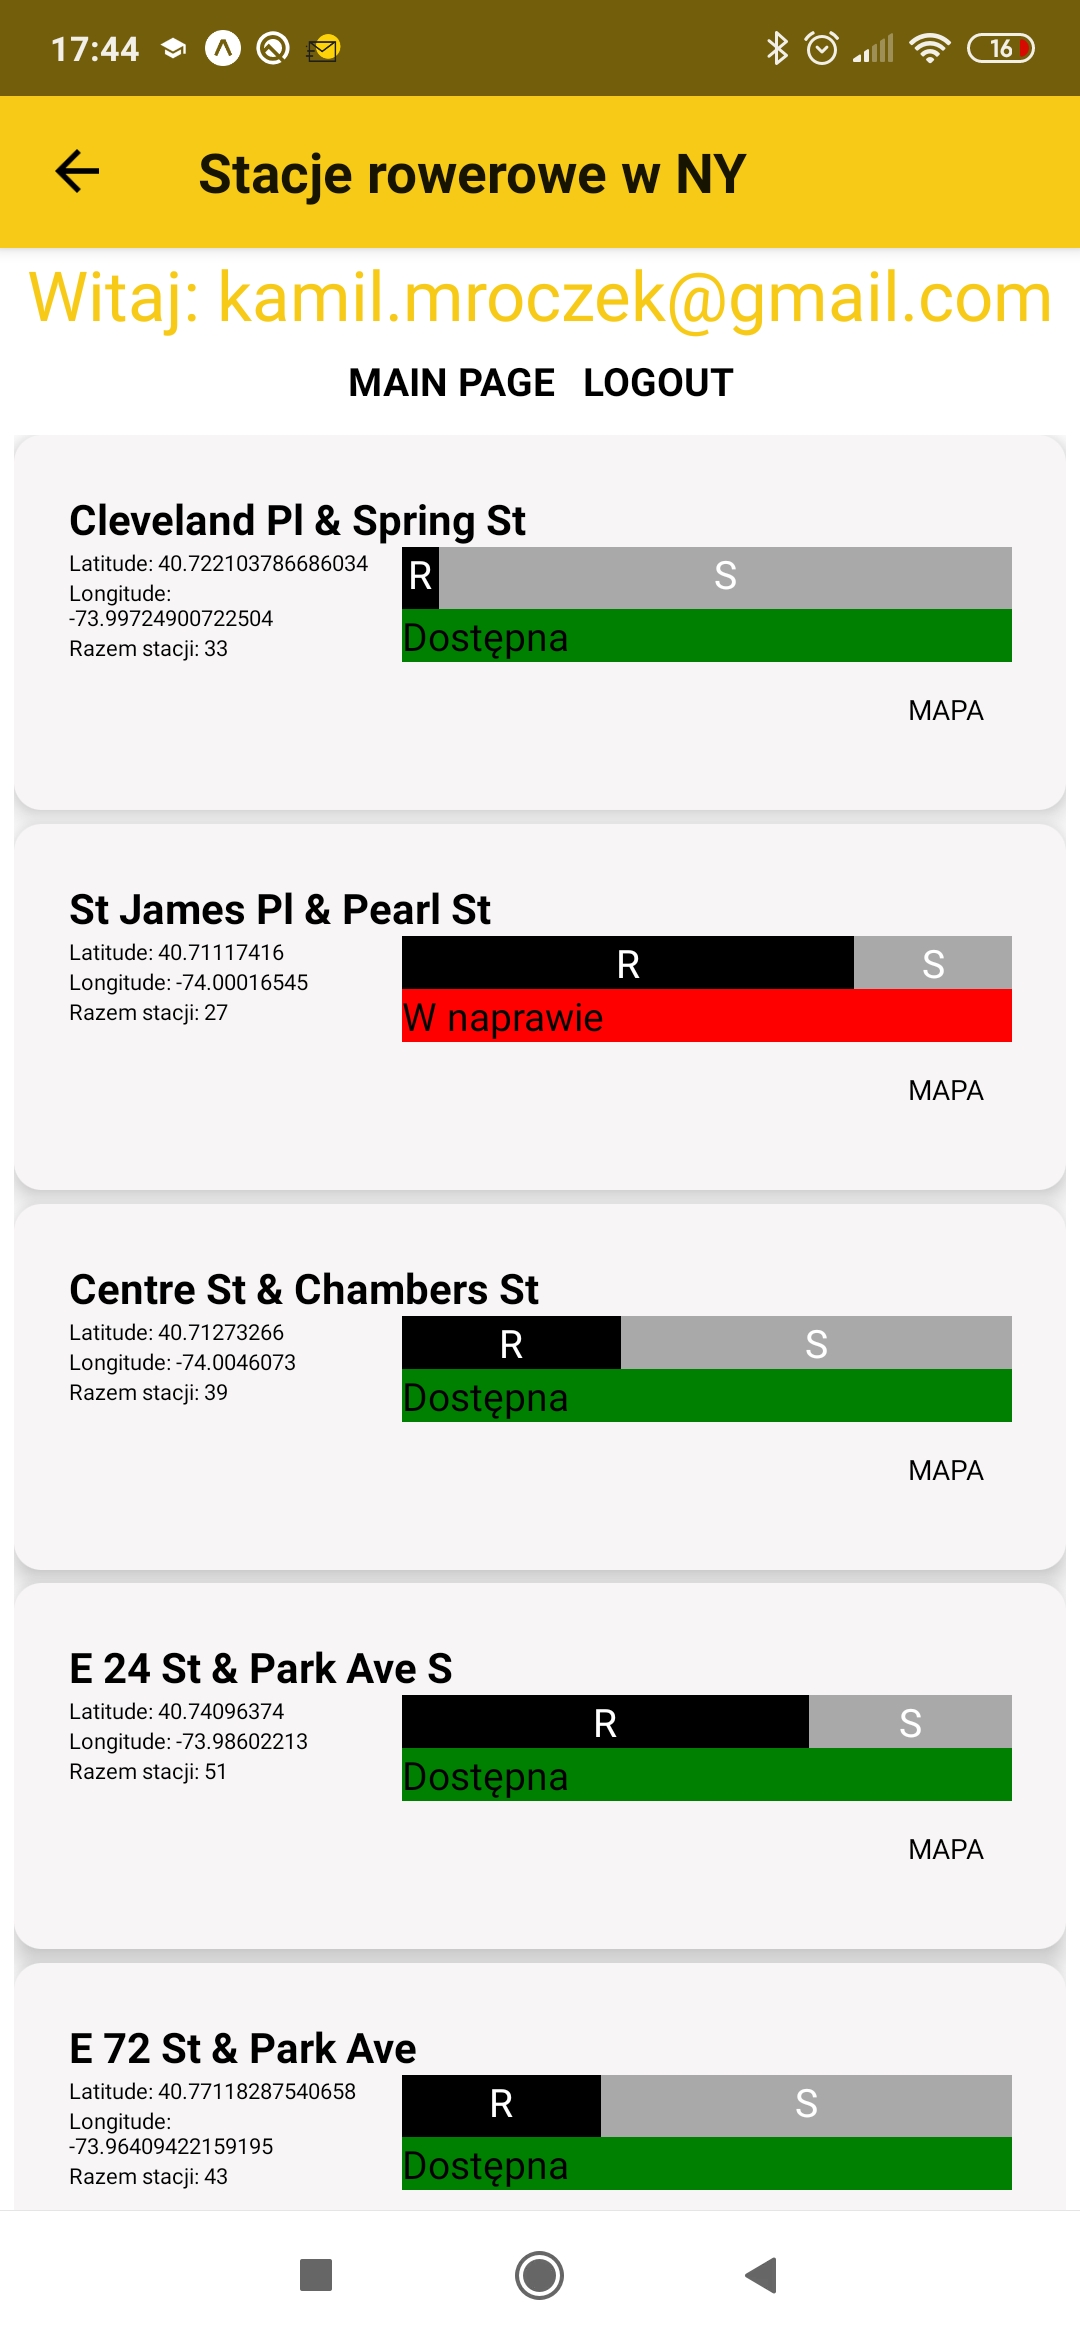 17:44
16
Stacje rowerowe w NY
Witaj: kamil.mroczek@gmail.com
MAIN PAGE LOGOUT
Cleveland Pl & Spring St
Latitude: 40.722103786686034
Longitude:
-73.99724900722504
Razem stacji: 33
R S
Dostępna
MAPA
St James Pl & Pearl St
Latitude: 40.71117416
Longitude: -74.00016545
Razem stacji: 27
R S
W naprawie
MAPA
Centre St & Chambers St
Latitude: 40.71273266
Longitude: -74.0046073
Razem stacji: 39
R S
Dostępna
MAPA
E 24 St & Park Ave S
Latitude: 40.74096374
Longitude: -73.98602213
Razem stacji: 51
R S
Dostępna
MAPA
E 72 St & Park Ave
Latitude: 40.77118287540658
Longitude:
-73.96409422159195
Razem stacji: 43
R S
Dostępna